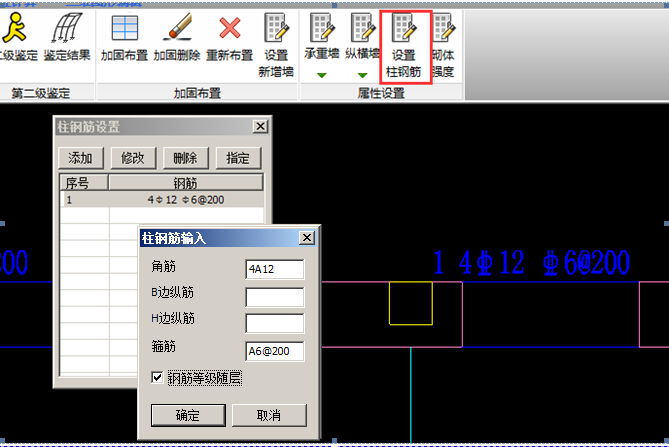 级鉴定 鉴定结果 加固布置 加固删除 重新布置 设置 新增墙 承重墙 纵横墙 设置 柱钢筋 砌体 强度
第二级鉴定 加固布置 属性设置
柱钢筋设置
添加 修改 删除 指定
序号 钢筋
1 4ϕ12 ϕ6@200
柱钢筋输入
角筋 4A12
B边纵筋
H边纵筋
箍筋 A6@200
钢筋等级随层
确定 取消
00
1 4ϕ12 ϕ6@200